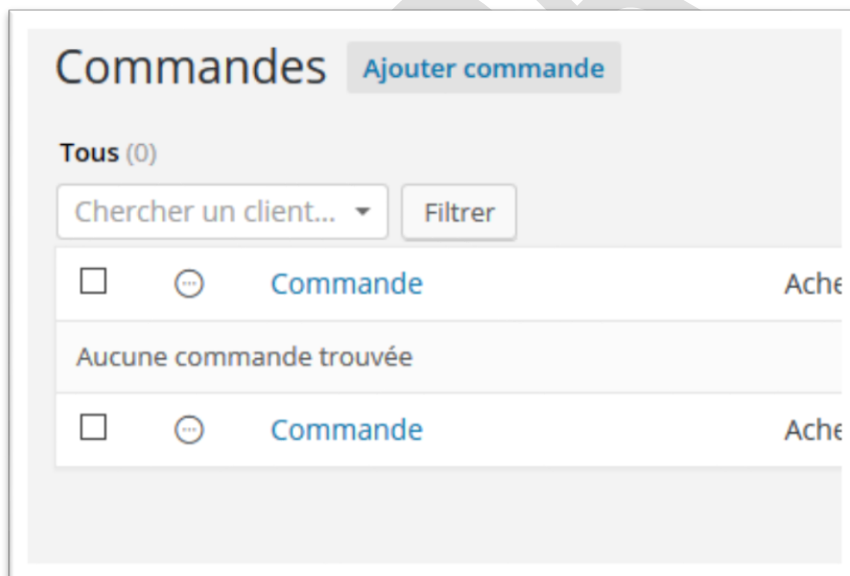 Commandes Ajouter commande
Tous (0)
Chercher un client... Filtrer
Commande
Aucune commande trouvée
Commande